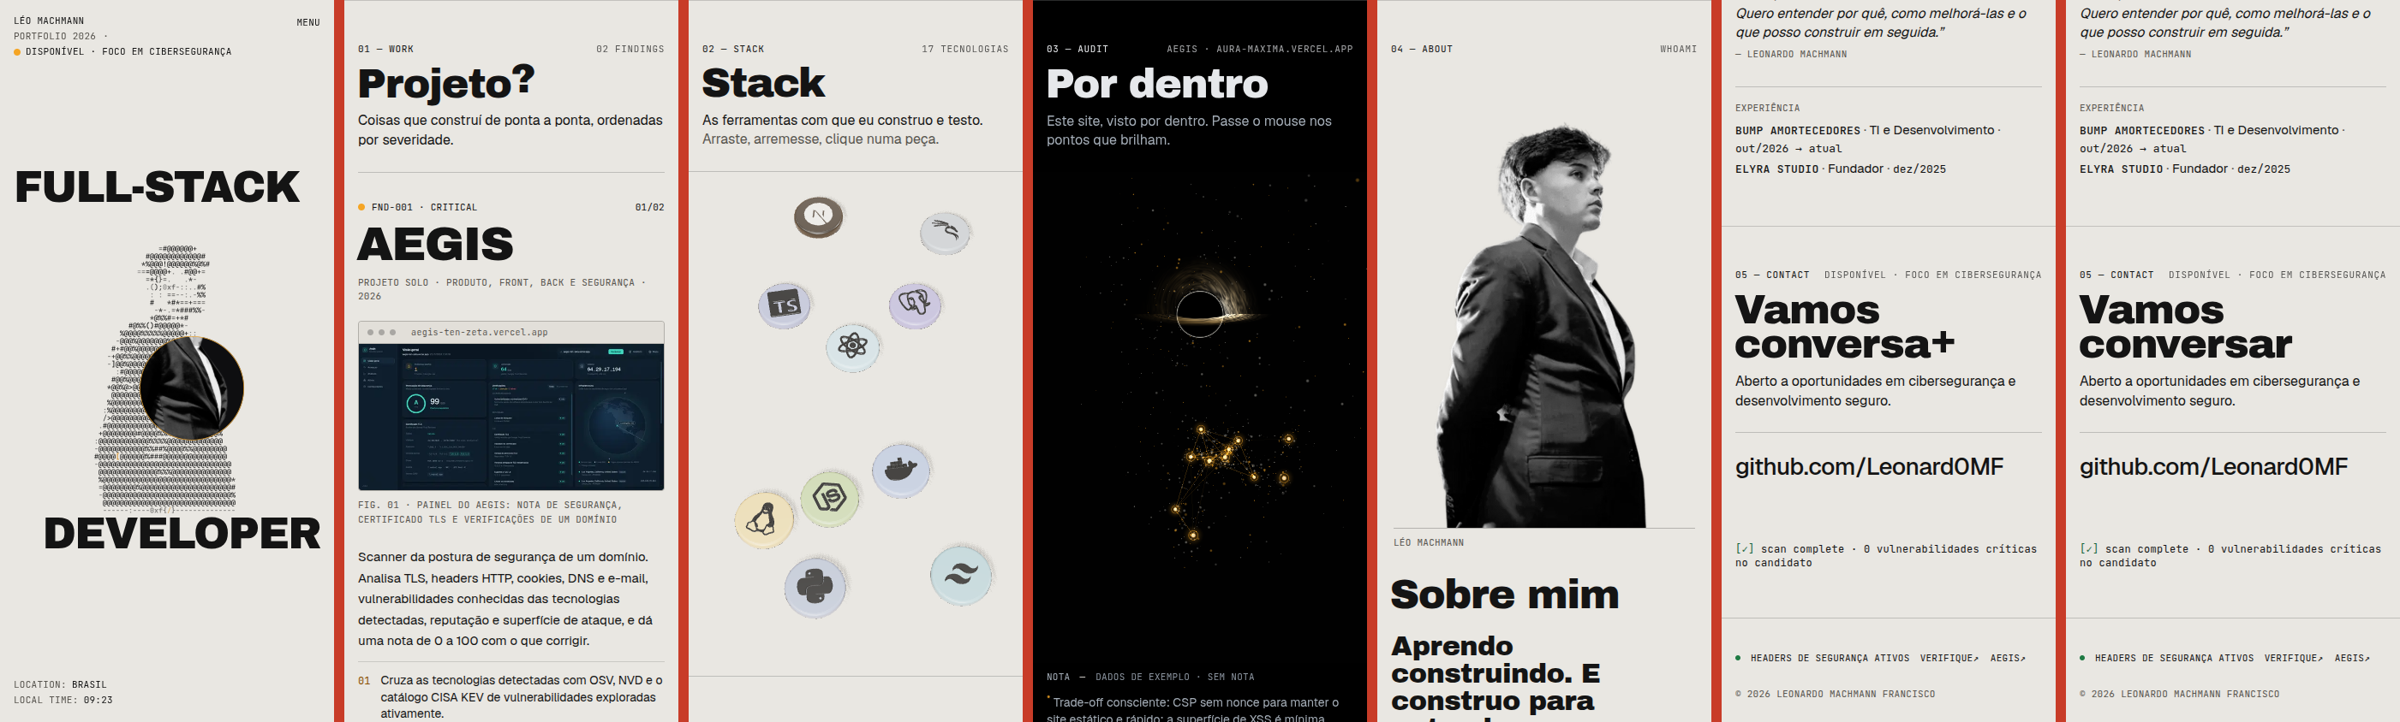 LÉO MACHMANN
MENU
PORTFOLIO 2026 ·
DISPONÍVEL · FOCO EM CIBERSEGURANÇA
FULL-STACK
DEVELOPER
LOCATION: BRASIL
LOCAL TIME: 09:23
01 — WORK
02 FINDINGS
Projeto?
Coisas que construí de ponta a ponta, ordenadas
por severidade.
FND-001 · CRITICAL
01/02
AEGIS
PROJETO SOLO · PRODUTO, FRONT, BACK E SEGURANÇA ·
2026
aegis-ten-zeta.vercel.app
FIG. 01 · PAINEL DO AEGIS: NOTA DE SEGURANÇA,
CERTIFICADO TLS E VERIFICAÇÕES DE UM DOMÍNIO
Scanner da postura de segurança de um domínio.
Analisa TLS, headers HTTP, cookies, DNS e e-mail,
vulnerabilidades conhecidas das tecnologias
detectadas, reputação e superfície de ataque, e dá
uma nota de 0 a 100 com o que corrigir.
01 Cruza as tecnologias detectadas com OSV, NVD e o
catálogo CISA KEV de vulnerabilidades exploradas
ativamente.
02 — STACK
17 TECNOLOGIAS
Stack
As ferramentas com que eu construo e testo.
Arraste, arremesse, clique numa peça.
TS
03 — AUDIT
AEGIS · AURA-MAXIMA.VERCEL.APP
Por dentro
Este site, visto por dentro. Passe o mouse nos
pontos que brilham.
NOTA — DADOS DE EXEMPLO · SEM NOTA
* Trade-off consciente: CSP sem nonce para manter o
site estático e rápido; a superfície de XSS é mínima
04 — ABOUT
WHOAMI
LÉO MACHMANN
Sobre mim
Aprendo
construindo. E
construo para
Quero entender por quê, como melhorá-las e o
que posso construir em seguida.”
— LEONARDO MACHMANN
EXPERIÊNCIA
BUMP AMORTECEDORES · TI e Desenvolvimento ·
out/2026 → atual
ELYRA STUDIO · Fundador · dez/2025
05 — CONTACT
DISPONÍVEL · FOCO EM CIBERSEGURANÇA
Vamos
conversa+
Aberto a oportunidades em cibersegurança e
desenvolvimento seguro.
github.com/Leonard0MF
[✓] scan complete · 0 vulnerabilidades críticas
no candidato
HEADERS DE SEGURANÇA ATIVOS VERIFIQUE↗ AEGIS↗
© 2026 LEONARDO MACHMANN FRANCISCO
Quero entender por quê, como melhorá-las e o
que posso construir em seguida.”
— LEONARDO MACHMANN
EXPERIÊNCIA
BUMP AMORTECEDORES · TI e Desenvolvimento ·
out/2026 → atual
ELYRA STUDIO · Fundador · dez/2025
05 — CONTACT
DISPONÍVEL · FOCO EM CIBERSEGURANÇA
Vamos
conversar
Aberto a oportunidades em cibersegurança e
desenvolvimento seguro.
github.com/Leonard0MF
[✓] scan complete · 0 vulnerabilidades críticas
no candidato
HEADERS DE SEGURANÇA ATIVOS VERIFIQUE↗ AEGIS↗
© 2026 LEONARDO MACHMANN FRANCISCO